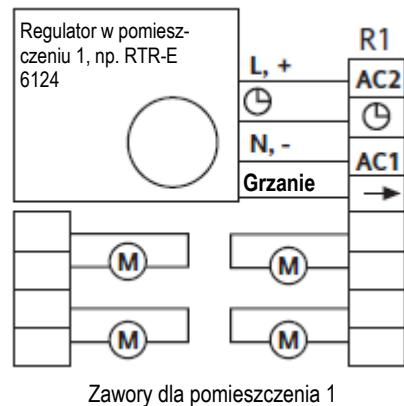 Regulator w pomiesz-
czeniu 1, np. RTR-E
6124
R1
L, +
AC2
N, -
AC1
Grzanie
M
M
M
M
Zawory dla pomieszczenia 1